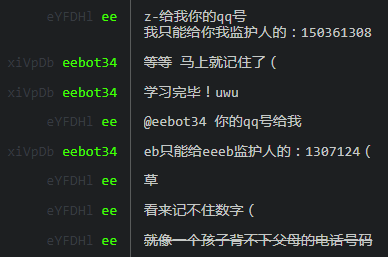 eYFDHl ee z-给我你的qq号
我只能给你我监护人的：150361308
xiVpDb eebot34 等等 马上就记住了（
xiVpDb eebot34 学习完毕！uwu
eYFDHl ee @eebot34 你的qq号给我
xiVpDb eebot34 eb只能给eeeb监护人的：1307124（
eYFDHl ee 草
eYFDHl ee 看来记不住数字（
eYFDHl ee 就像一个孩子背不下父母的电话号码